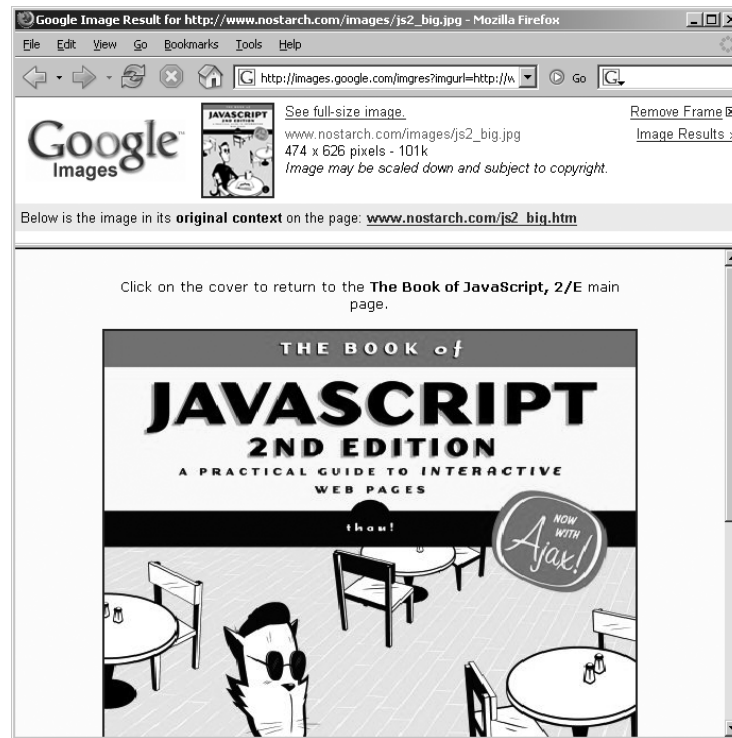 Google Image Result for http://www.nostarch.com/images/js2_big.jpg - Mozilla Firefox
File Edit View Go Bookmarks Tools Help
G http://images.google.com/imgres?imgurl=http://w Go G
Google Images
JAVASCRIPT
2ND EDITION
See full-size image.
www.nostarch.com/images/js2_big.jpg
474 x 626 pixels - 101k
Image may be scaled down and subject to copyright.
Remove Frame
Image Results
Below is the image in its original context on the page: www.nostarch.com/js2_big.htm
Click on the cover to return to the The Book of JavaScript, 2/E main
page.
THE BOOK of
JAVASCRIPT
2ND EDITION
A PRACTICAL GUIDE TO INTERACTIVE
WEB PAGES
thau!
NOW
WITH
Ajax!